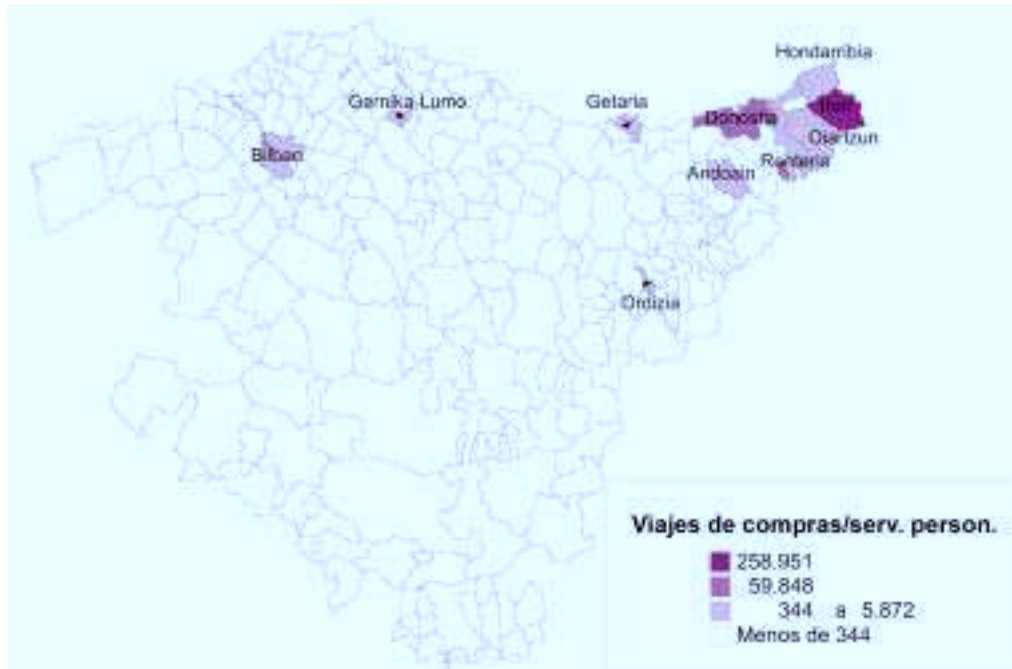 Hondarribia
Gernika-Lumo
Getaria
Irun
Donostia
Oiartzun
Bilbao
Renteria
Andoain
Ordizia
Viajes de compras/serv. person.
258.951
59.848
344 a 5.872
Menos de 344